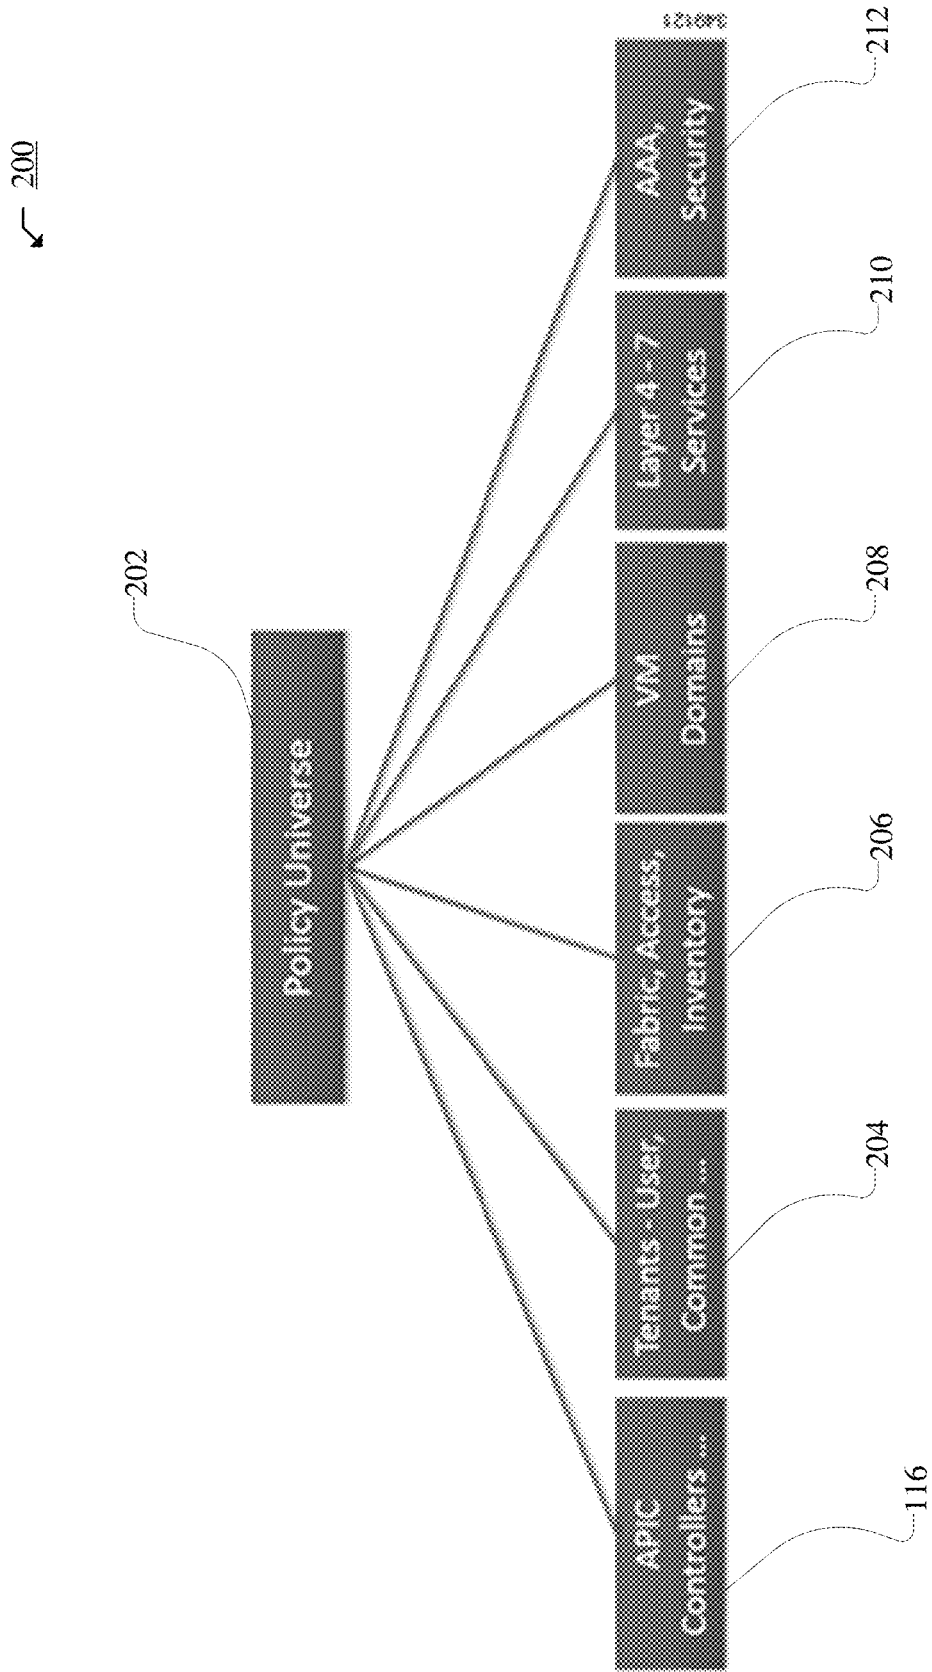 200
202
Policy Universe
APIC
Controllers ...
Tenants - User,
Common ...
Fabric, Access,
Inventory
VM
Domains
Layer 4 - 7
Services
AAA,
Security
349121
116
204
206
208
210
212